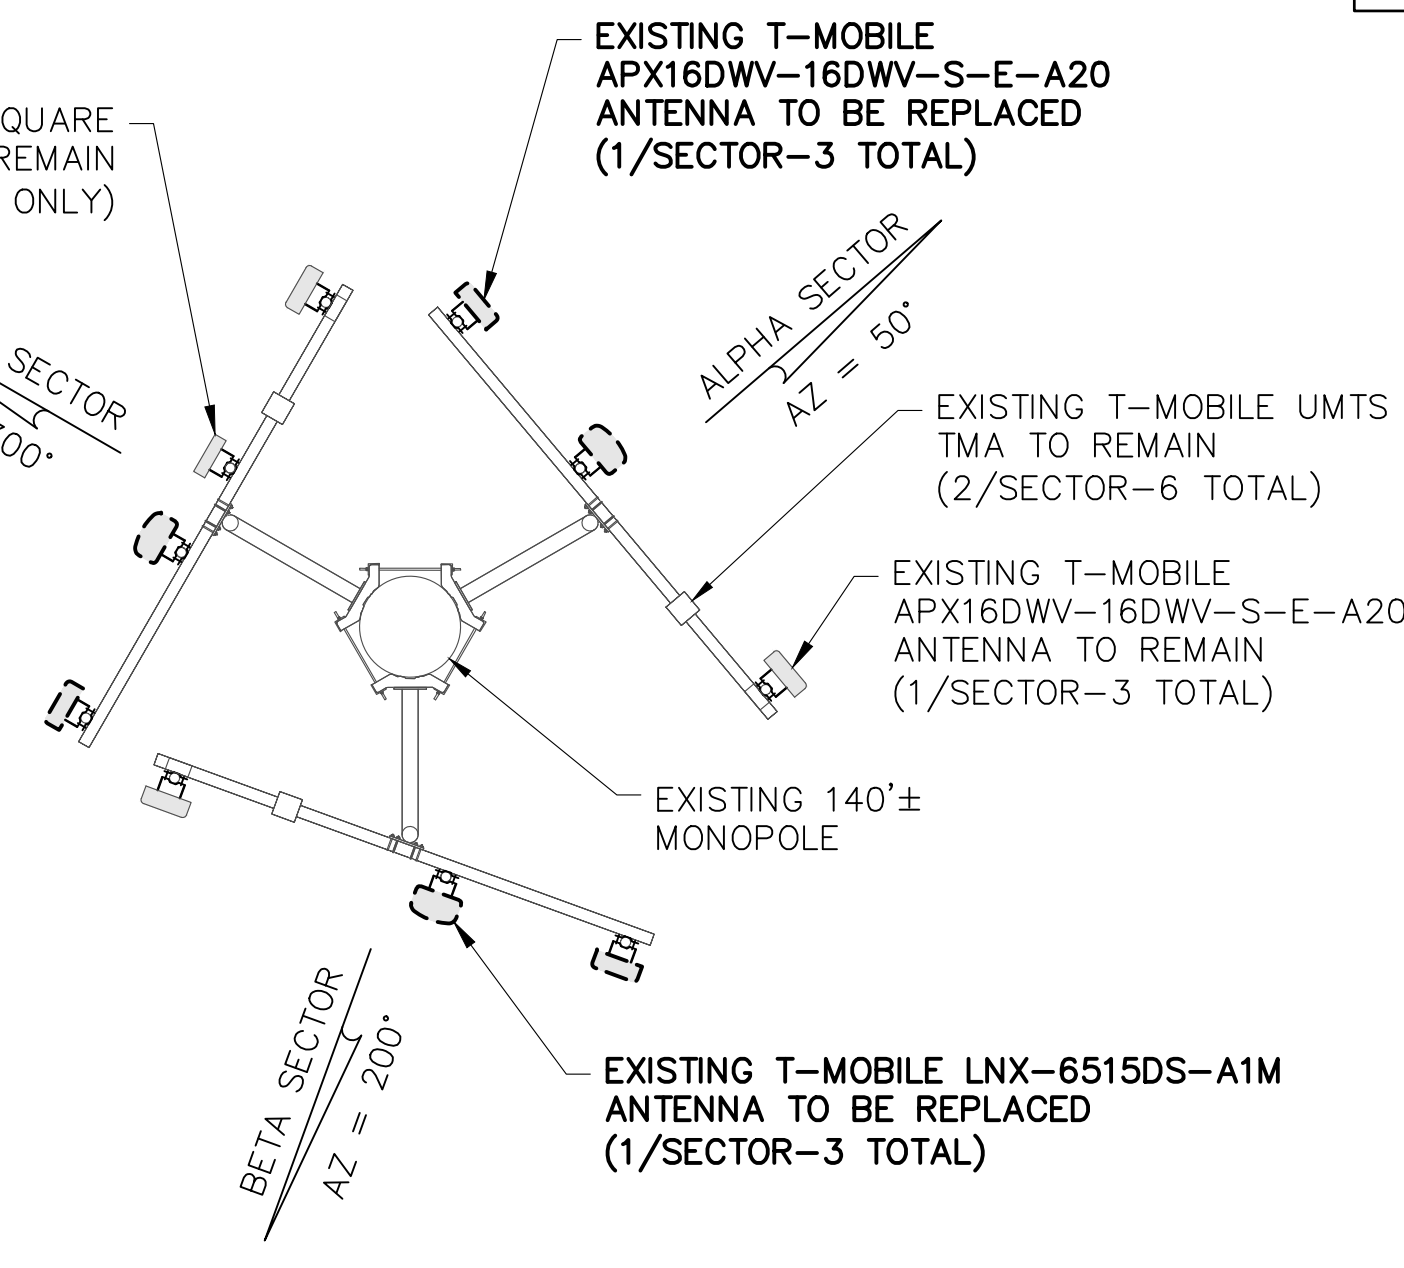 EXISTING T-MOBILE
APX16DWV-16DWV-S-E-A20
ANTENNA TO BE REPLACED
(1/SECTOR-3 TOTAL)
QUARE
REMAIN
ONLY)
ALPHA SECTOR
AZ = 50°
SECTOR
00°
EXISTING T-MOBILE UMTS
TMA TO REMAIN
(2/SECTOR-6 TOTAL)
EXISTING T-MOBILE
APX16DWV-16DWV-S-E-A20
ANTENNA TO REMAIN
(1/SECTOR-3 TOTAL)
EXISTING 140'±
MONOPOLE
BETA SECTOR
AZ = 200°
EXISTING T-MOBILE LNX-6515DS-A1M
ANTENNA TO BE REPLACED
(1/SECTOR-3 TOTAL)